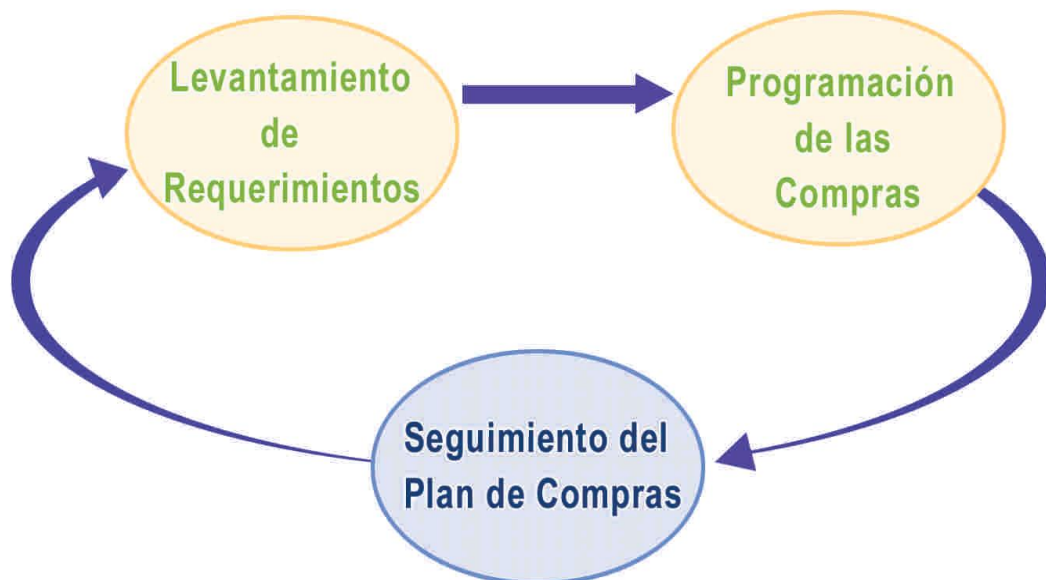 Levantamiento
de
Requerimientos
Programación
de las
Compras
Seguimiento del
Plan de Compras